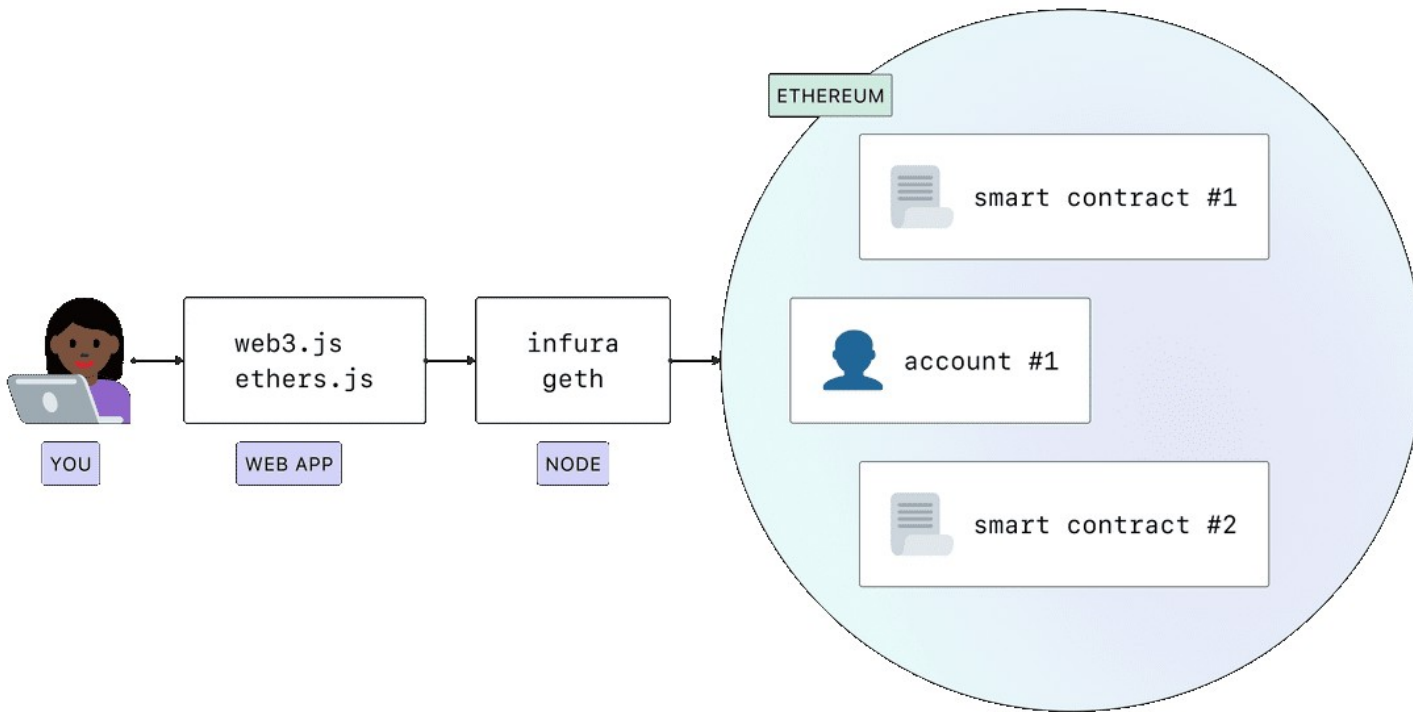 ETHEREUM
smart contract #1
web3.js
ethers.js
infura
geth
account #1
YOU
WEB APP
NODE
smart contract #2